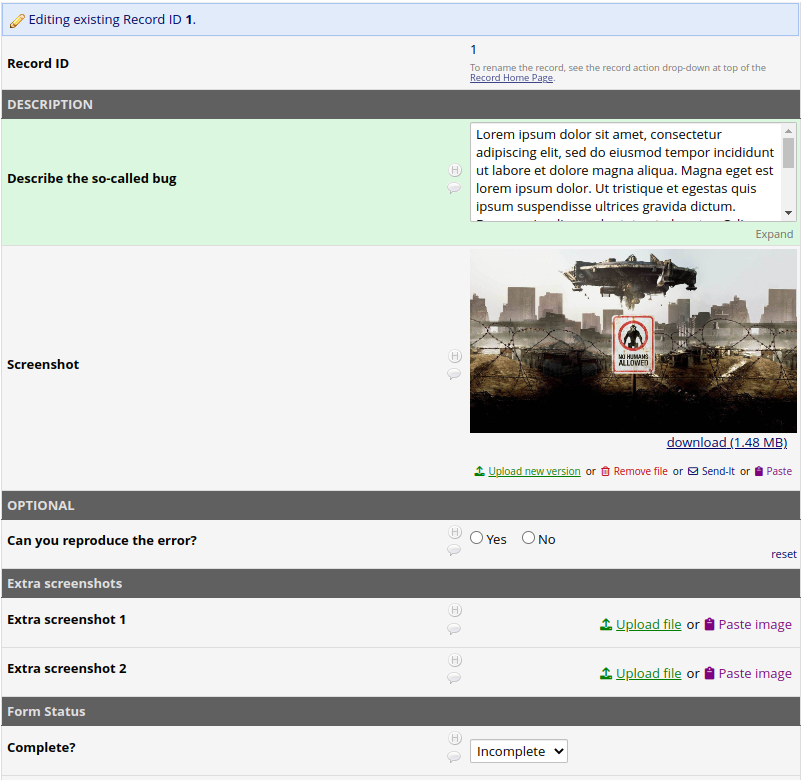 Editing existing Record ID 1.
Record ID
1
To rename the record, see the record action drop-down at top of the
Record Home Page.
DESCRIPTION
Describe the so-called bug
H
Lorem ipsum dolor sit amet, consectetur
adipiscing elit, sed do eiusmod tempor incididunt
ut labore et dolore magna aliqua. Magna eget est
lorem ipsum dolor. Ut tristique et egestas quis
ipsum suspendisse ultrices gravida dictum.
Expand
Screenshot
H
NO HUMANS
ALLOWED
download (1.48 MB)
Upload new version or Remove file or Send-It or Paste
OPTIONAL
Can you reproduce the error?
H
Yes No
reset
Extra screenshots
Extra screenshot 1
H
Upload file or Paste image
Extra screenshot 2
H
Upload file or Paste image
Form Status
Complete?
H
Incomplete